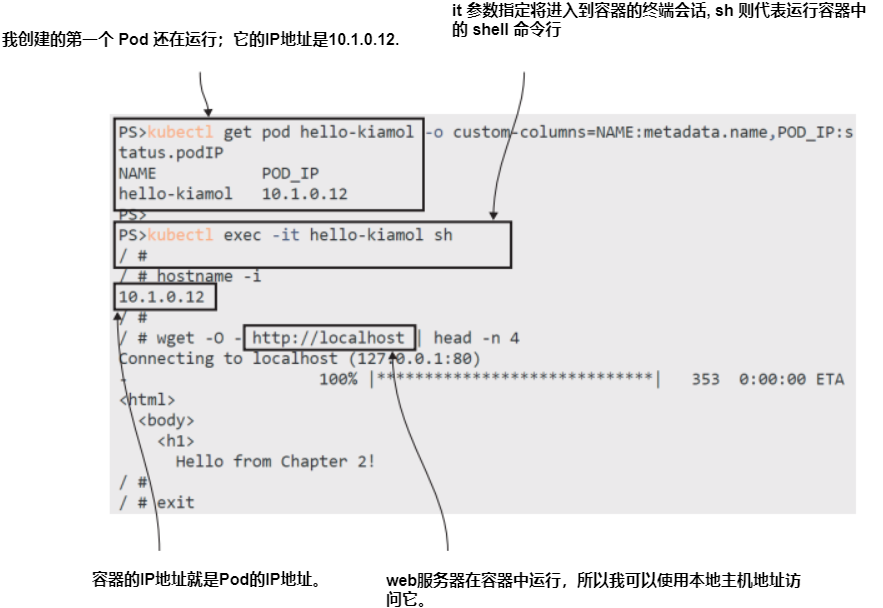 it 参数指定将进入到容器的终端会话, sh 则代表运行容器中
的 shell 命令行
我创建的第一个 Pod 还在运行；它的IP地址是10.1.0.12.
PS>kubectl get pod hello-kiamol -o custom-columns=NAME:metadata.name,POD_IP:s
tatus.podIP
NAME POD_IP
hello-kiamol 10.1.0.12
PS>
PS>kubectl exec -it hello-kiamol sh
/ #
/ # hostname -i
10.1.0.12
/ #
/ # wget -O - http://localhost | head -n 4
Connecting to localhost (127.0.0.1:80)
- 100% |*****************************| 353 0:00:00 ETA
<html>
<body>
<h1>
Hello from Chapter 2!
/ #
/ # exit
容器的IP地址就是Pod的IP地址。
web服务器在容器中运行，所以我可以使用本地主机地址访
问它。